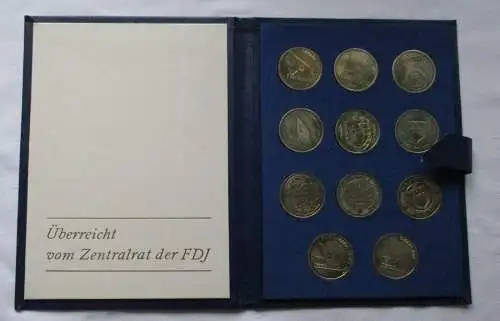 Überreicht
vom Zentralrat der FDJ